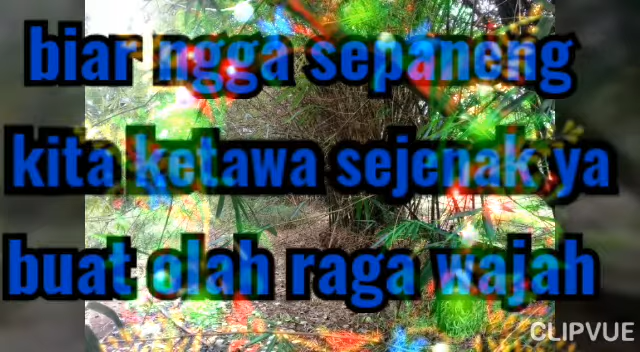 biar ngga sepaneng
kita ketawa sejenak ya
buat olah raga wajah
CLIPVUE